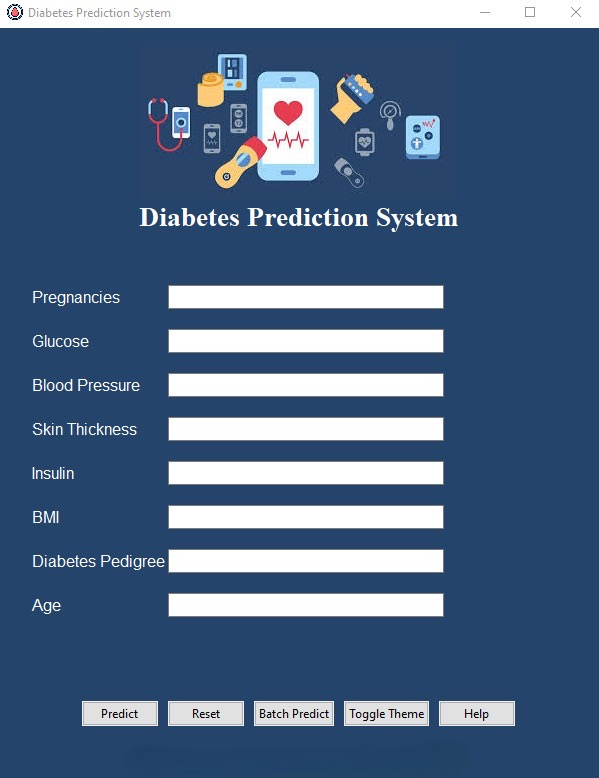 Diabetes Prediction System
Diabetes Prediction System
Pregnancies
Glucose
Blood Pressure
Skin Thickness
Insulin
BMI
Diabetes Pedigree
Age
Predict Reset Batch Predict Toggle Theme Help